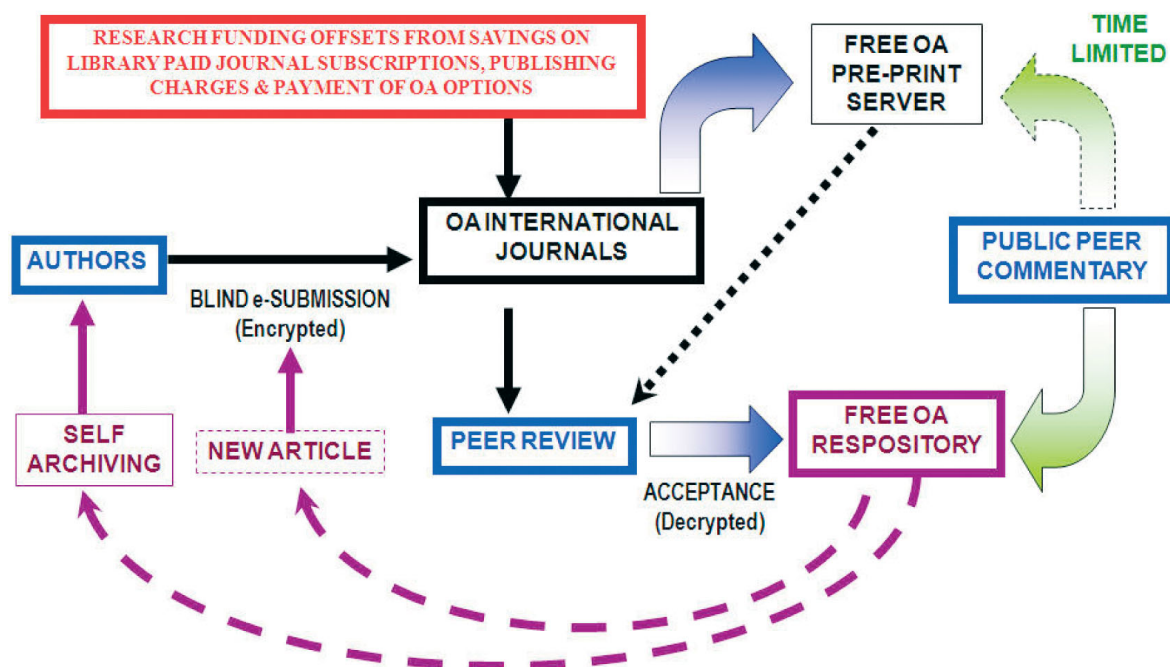 RESEARCH FUNDING OFFSETS FROM SAVINGS ON
LIBRARY PAID JOURNAL SUBSCRIPTIONS, PUBLISHING
CHARGES & PAYMENT OF OA OPTIONS
FREE OA
PRE-PRINT
SERVER
TIME
LIMITED
OA INTERNATIONAL
JOURNALS
AUTHORS
PUBLIC PEER
COMMENTARY
BLIND e-SUBMISSION
(Encrypted)
SELF
ARCHIVING
NEW ARTICLE
PEER REVIEW
FREE OA
RESPOSITORY
ACCEPTANCE
(Decrypted)